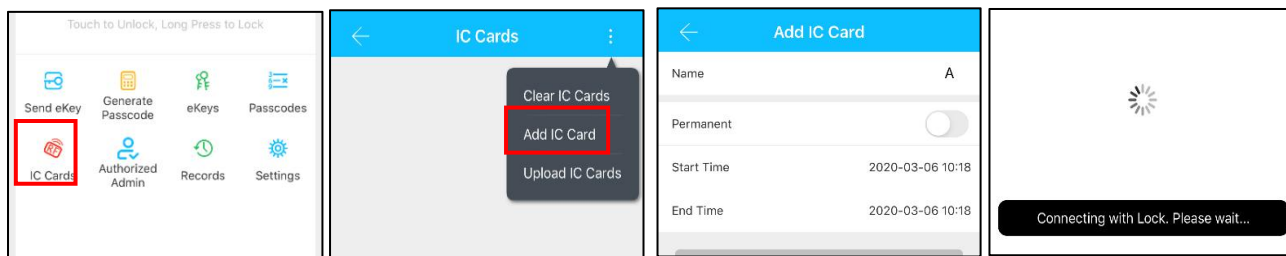 Touch to Unlock, Long Press to Lock
Send eKey
Generate
Passcode
eKeys
Passcodes
IC Cards
Authorized
Admin
Records
Settings
IC Cards
Clear IC Cards
Add IC Card
Upload IC Cards
Add IC Card
Name A
Permanent
Start Time 2020-03-06 10:18
End Time 2020-03-06 10:18
Connecting with Lock. Please wait...